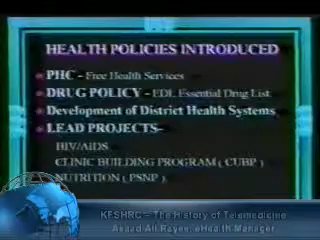 HEALTH POLICIES INTRODUCED
PHC - Free Health Services
DRUG POLICY - EDL Essential Drug List
Development of District Health Systems
LEAD PROJECTS-
HIV/AIDS
CLINIC BUILDING PROGRAM ( CUBP )
NUTRITION ( PSNP )
KFSHRC - The History of Telemedicine
Asaad Ali Rayes, eHealth Manager